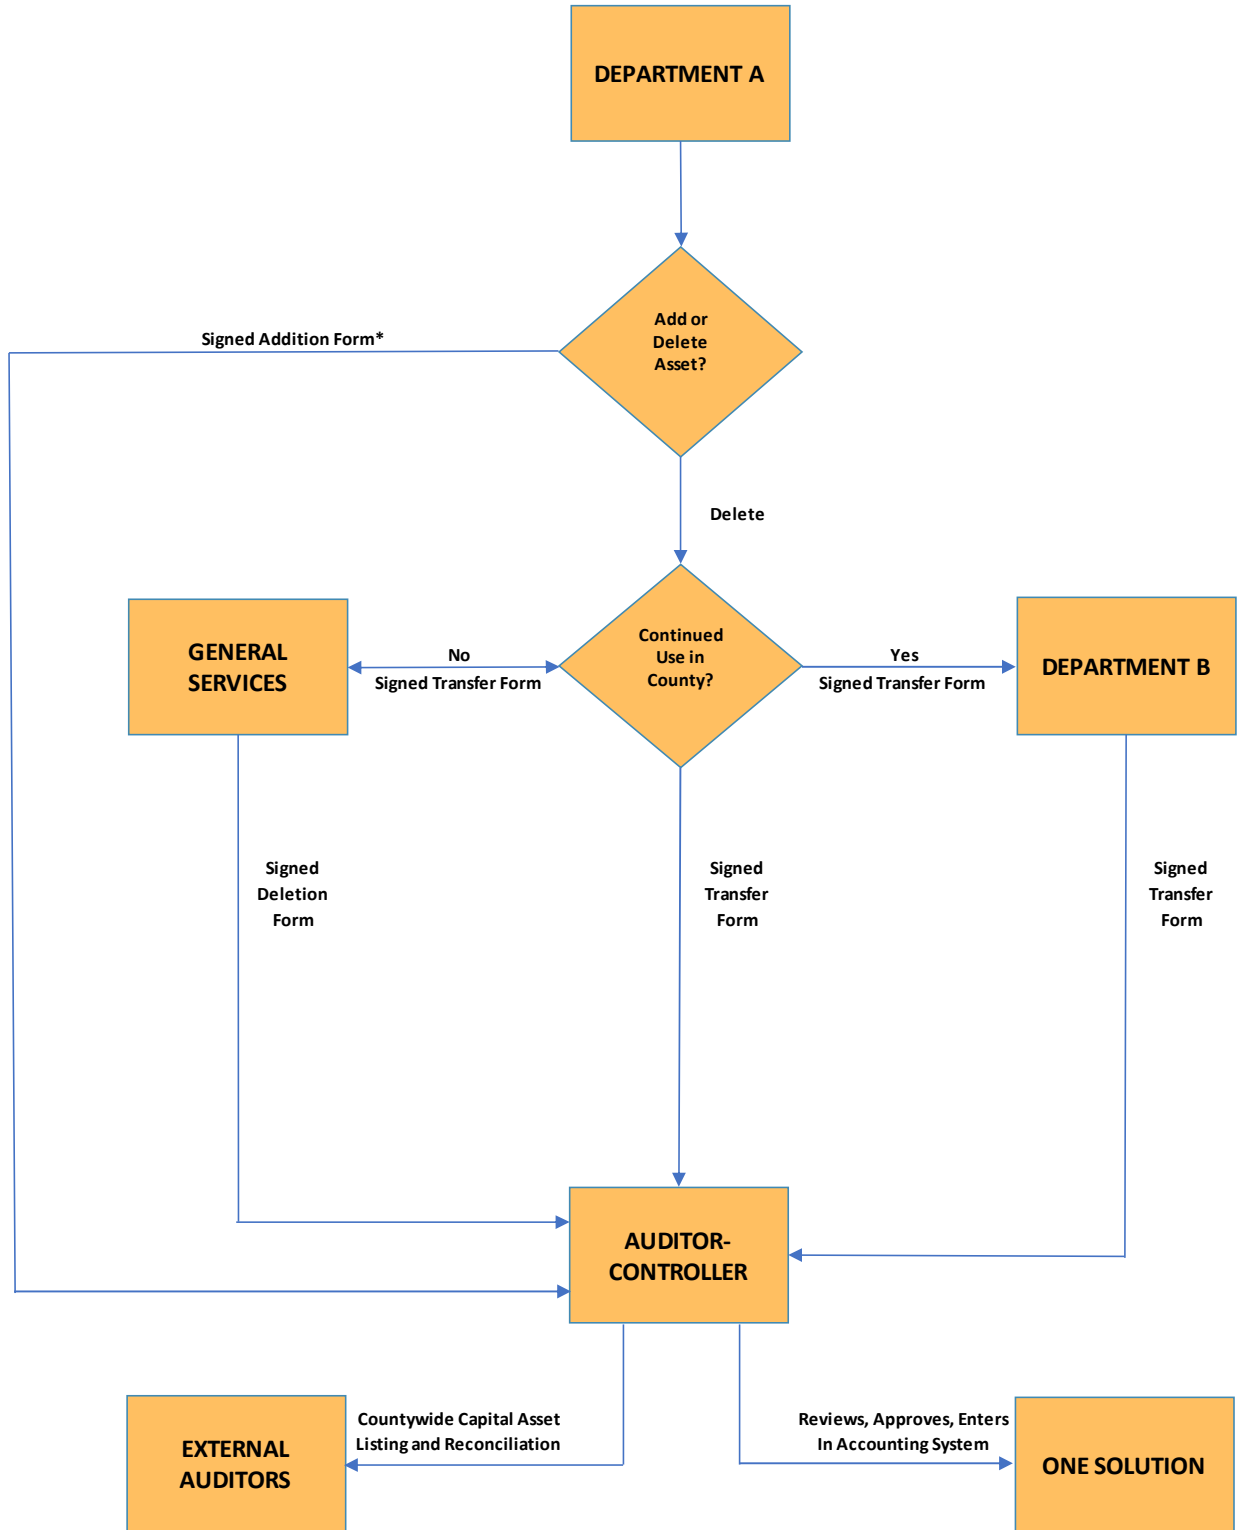 DEPARTMENT A
Add or
Delete
Asset?
Signed Addition Form*
Delete
GENERAL
SERVICES
No
Signed Transfer Form
Continued
Use in
County?
Yes
Signed Transfer Form
DEPARTMENT B
Signed
Deletion
Form
Signed
Transfer
Form
Signed
Transfer
Form
AUDITOR-
CONTROLLER
EXTERNAL
AUDITORS
Countywide Capital Asset
Listing and Reconciliation
Reviews, Approves, Enters
In Accounting System
ONE SOLUTION